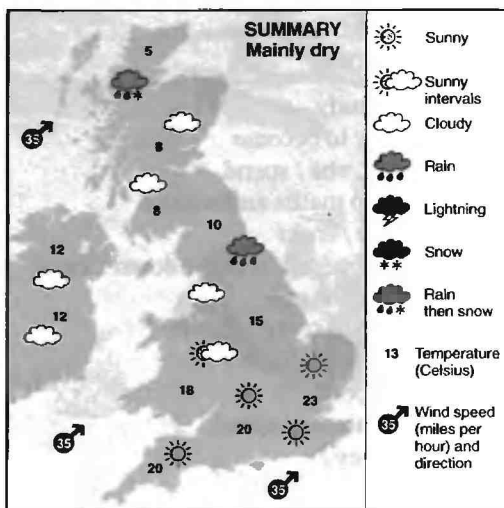 SUMMARY
Mainly dry
5
35
8
8
10
12
12
15
18
23
20
20
35
35
Sunny
Sunny
intervals
Cloudy
Rain
Lightning
Snow
Rain
then snow
13 Temperature
(Celsius)
35 Wind speed
(miles per
hour) and
direction